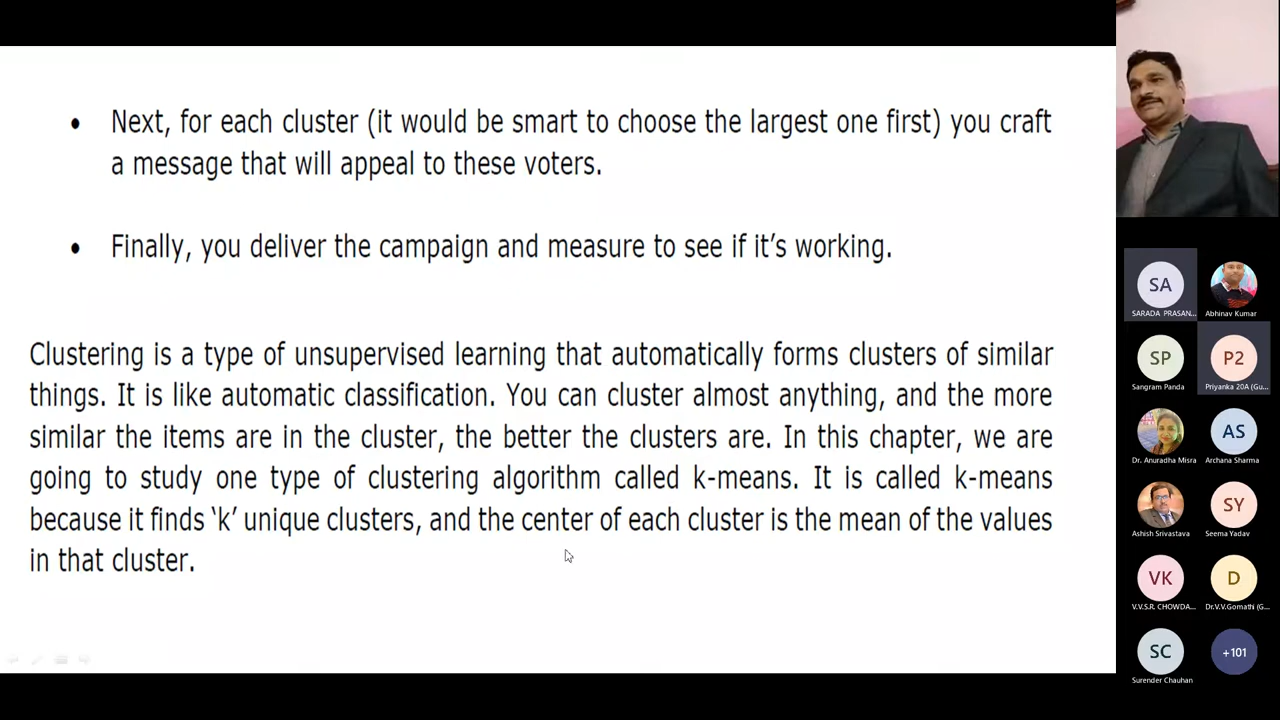 • Next, for each cluster (it would be smart to choose the largest one first) you craft
a message that will appeal to these voters.
• Finally, you deliver the campaign and measure to see if it's working.
Clustering is a type of unsupervised learning that automatically forms clusters of similar
things. It is like automatic classification. You can cluster almost anything, and the more
similar the items are in the cluster, the better the clusters are. In this chapter, we are
going to study one type of clustering algorithm called k-means. It is called k-means
because it finds ‘k’ unique clusters, and the center of each cluster is the mean of the values
in that cluster.
SA
SARADA PRASAN...
Abhinav Kumar
SP
Sangram Panda
P2
Priyanka 20A (Gu...
Dr. Anuradha Misra
AS
Archana Sharma
Ashish Srivastava
SY
Seema Yadav
VK
V.V.S.R. CHOWDA...
D
Dr.V.V.Gomathi (G...
SC
Surender Chauhan
+101